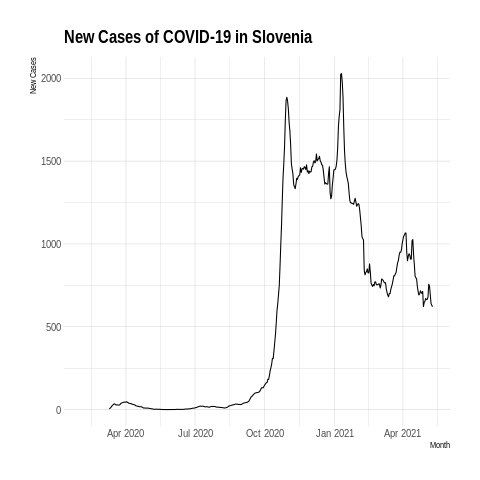 New Cases of COVID-19 in Slovenia
New Cases
2000
1500
1000
500
0
Apr 2020 Jul 2020 Oct 2020 Jan 2021 Apr 2021
Month